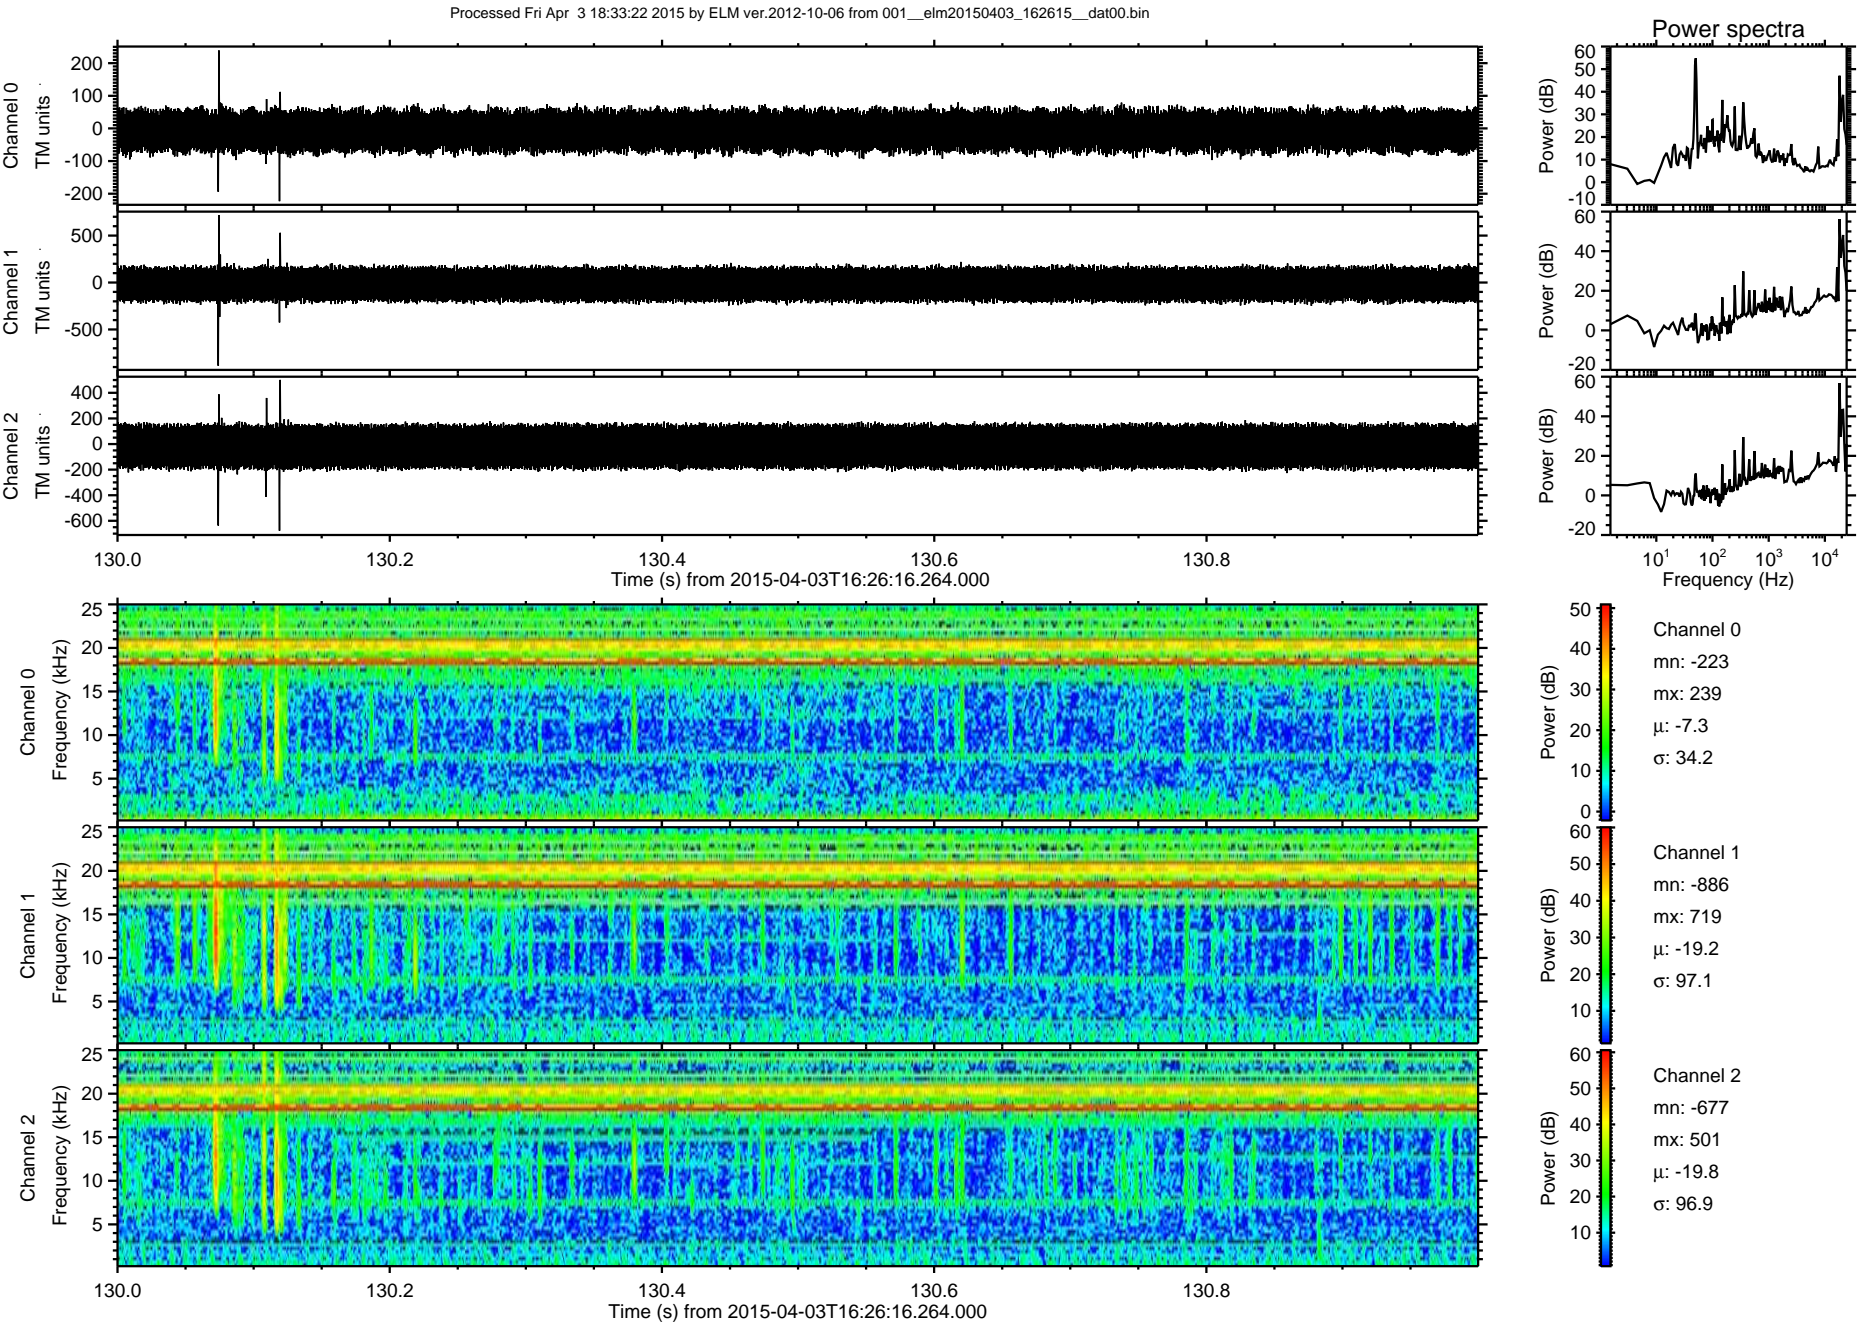 Processed Fri Apr  3 18:33:22 2015 by ELM ver.2012-10-06 from 001__elm20150403_162615__dat00.bin
Power spectra
Channel 0
TM units
200
100
0
-100
-200
Power (dB)
60
50
40
30
20
10
0
-10
Channel 1
TM units
500
0
-500
Power (dB)
60
40
20
0
-20
Channel 2
TM units
400
200
0
-200
-400
-600
Power (dB)
60
40
20
0
-20
130.0 130.2 130.4 130.6 130.8
Time (s) from 2015-04-03T16:26:16.264.000
10¹ 10² 10³ 10⁴
Frequency (Hz)
Channel 0
Frequency (kHz)
25
20
15
10
5
Power (dB)
50
40
30
20
10
0
Channel 0
mn: -223
mx: 239
μ: -7.3
σ: 34.2
Channel 1
Frequency (kHz)
25
20
15
10
5
Power (dB)
60
50
40
30
20
10
Channel 1
mn: -886
mx: 719
μ: -19.2
σ: 97.1
Channel 2
Frequency (kHz)
25
20
15
10
5
Power (dB)
60
50
40
30
20
10
Channel 2
mn: -677
mx: 501
μ: -19.8
σ: 96.9
130.0 130.2 130.4 130.6 130.8
Time (s) from 2015-04-03T16:26:16.264.000